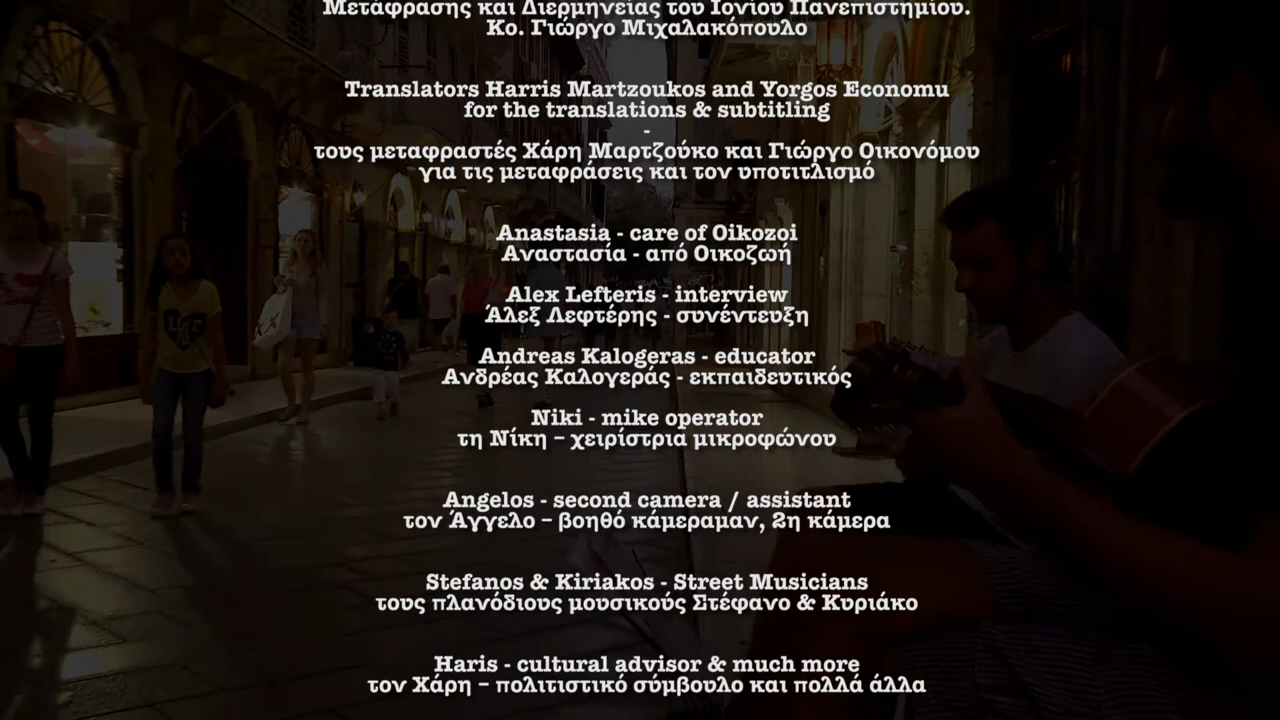 Μετάφρασης και Διερμηνείας του Ιονίου Πανεπιστημίου.
Κο. Γιώργο Μιχαλακόπουλο
Translators Harris Martzoukos and Yorgos Economu
for the translations & subtitling
-
τους μεταφραστές Χάρη Μαρτζούκο και Γιώργο Οικονόμου
για τις μεταφράσεις και τον υποτιτλισμό
Anastasia - care of Oikozoi
Αναστασία - από Οικοζωή
Alex Lefteris - interview
Άλεξ Λεφτέρης - συνέντευξη
Andreas Kalogeras - educator
Ανδρέας Καλογεράς - εκπαιδευτικός
Niki - mike operator
τη Νίκη – χειρίστρια μικροφώνου
Angelos - second camera / assistant
τον Άγγελο – βοηθό κάμεραμαν, 2η κάμερα
Stefanos & Kiriakos - Street Musicians
τους πλανόδιους μουσικούς Στέφανο & Κυριάκο
Haris - cultural advisor & much more
τον Χάρη – πολιτιστικό σύμβουλο και πολλά άλλα